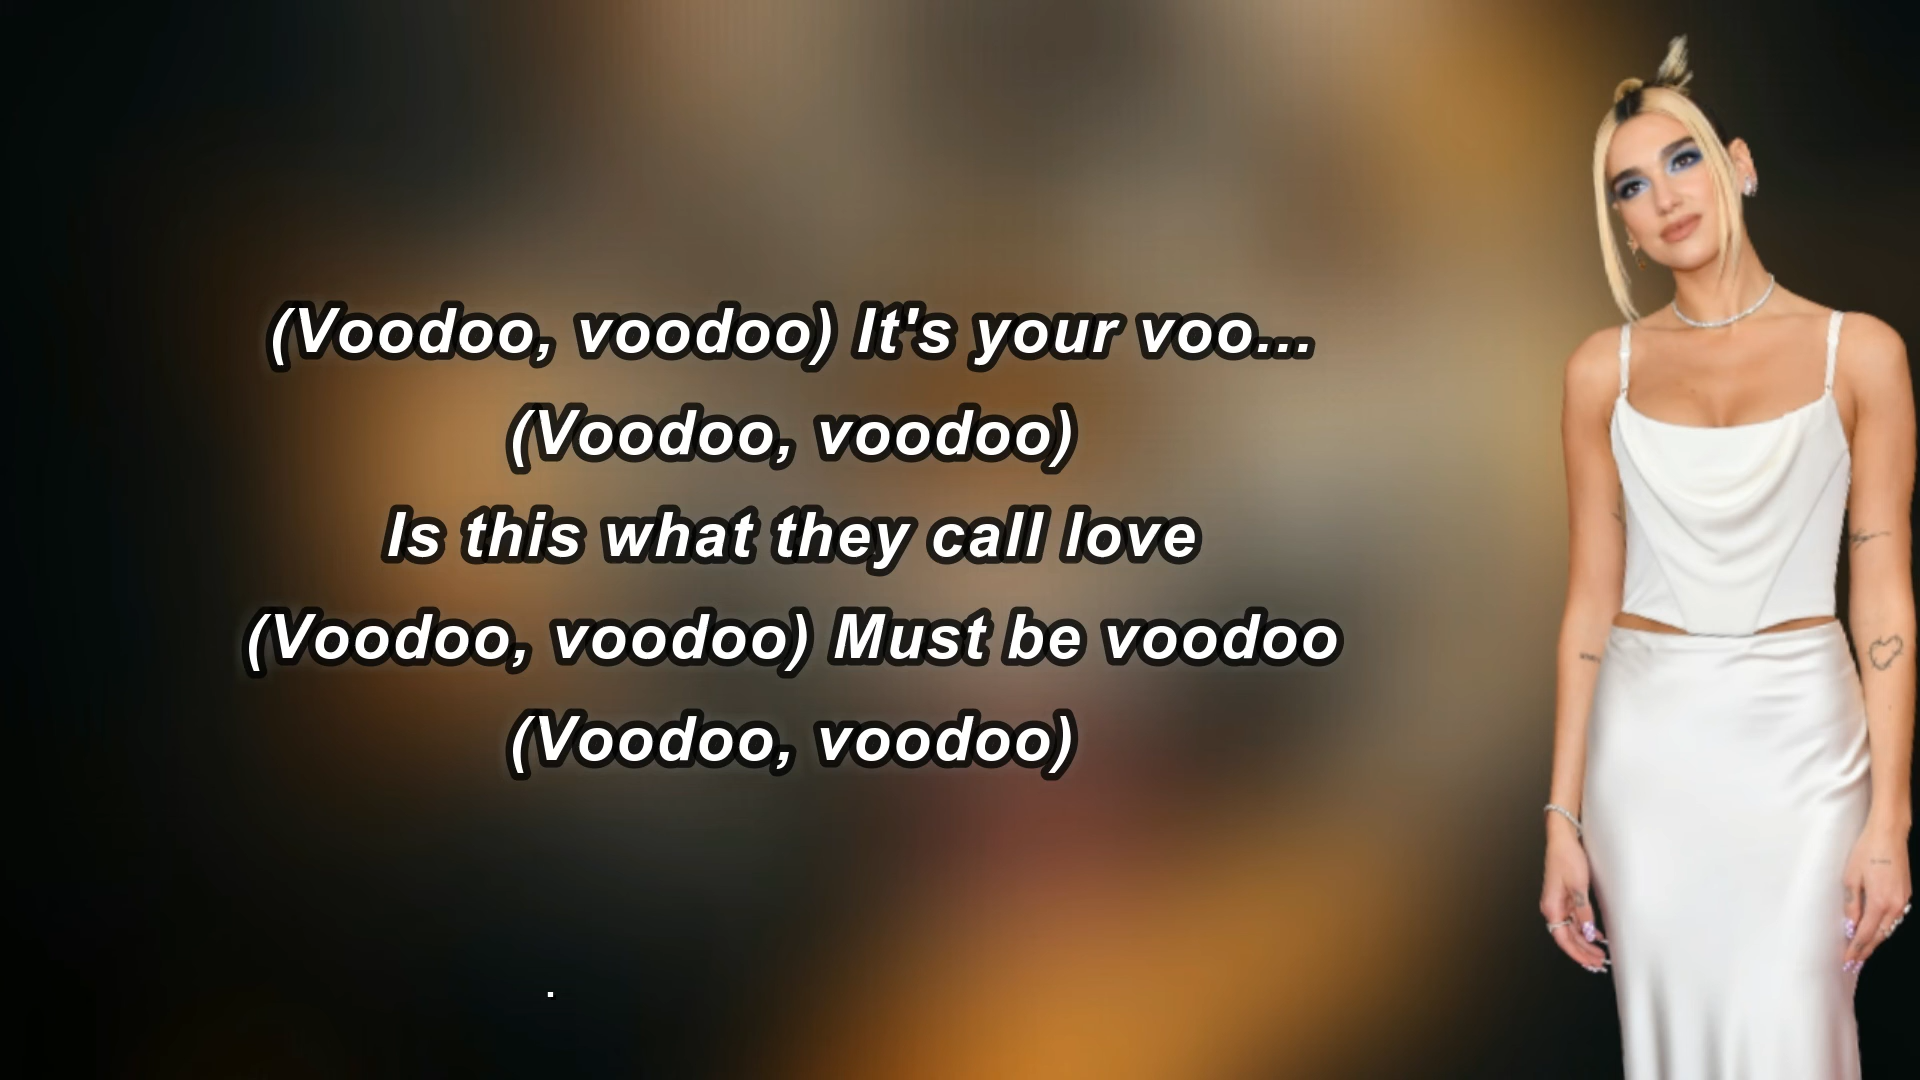 (Voodoo, voodoo) It's your voo...
(Voodoo, voodoo)
Is this what they call love
(Voodoo, voodoo) Must be voodoo
(Voodoo, voodoo)
.